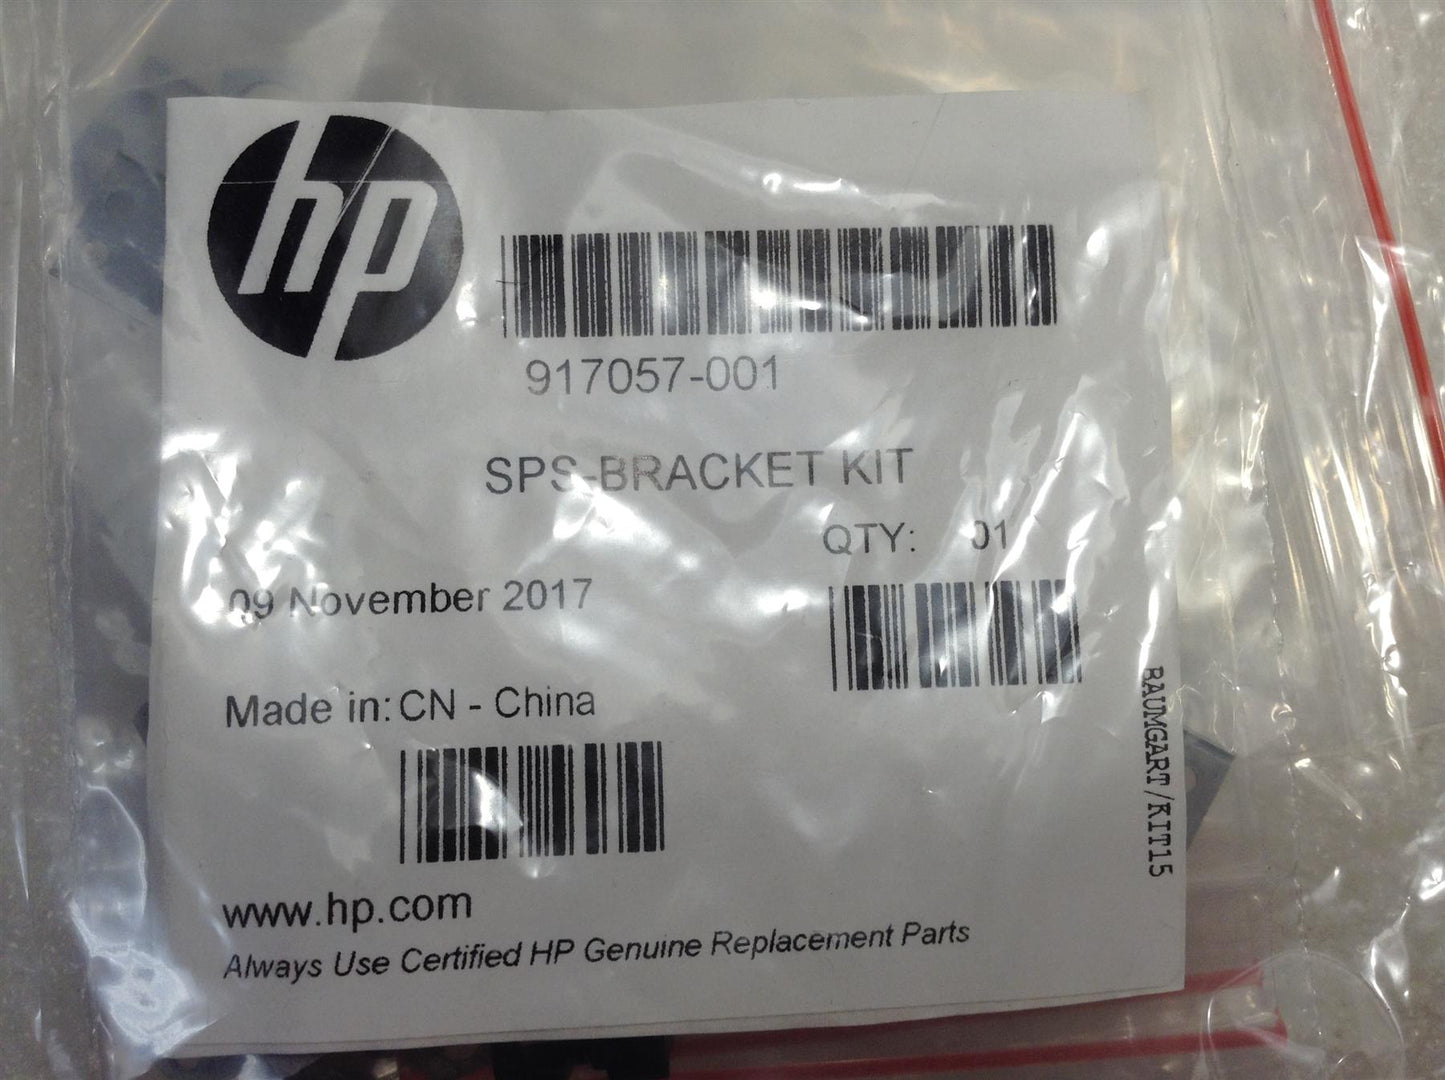 hp
917057-001
SPS-BRACKET KIT
QTY: 01
09 November 2017
Made in: CN - China
www.hp.com
Always Use Certified HP Genuine Replacement Parts
BAUMGART/KIT15